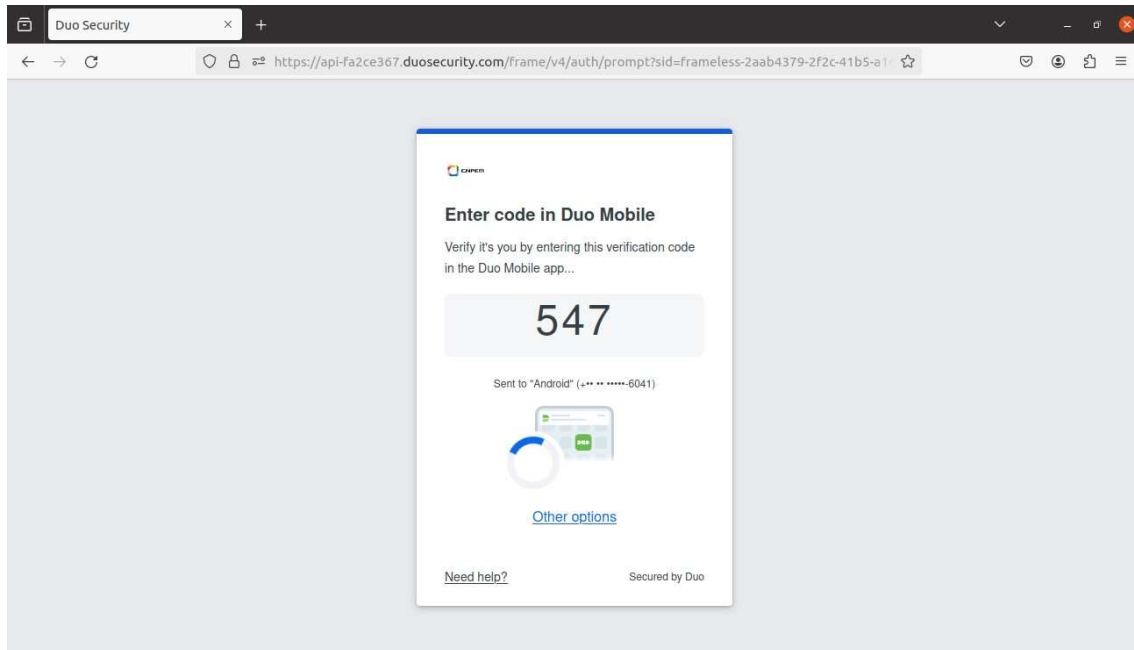 Duo Security
https://api-fa2ce367.duosecurity.com/frame/v4/auth/prompt?sid=frameless-2aab4379-2f2c-41b5-a1
CNPEM
Enter code in Duo Mobile
Verify it's you by entering this verification code
in the Duo Mobile app...
547
Sent to "Android" (+•• •• •••••-6041)
DUO
Other options
Need help? Secured by Duo